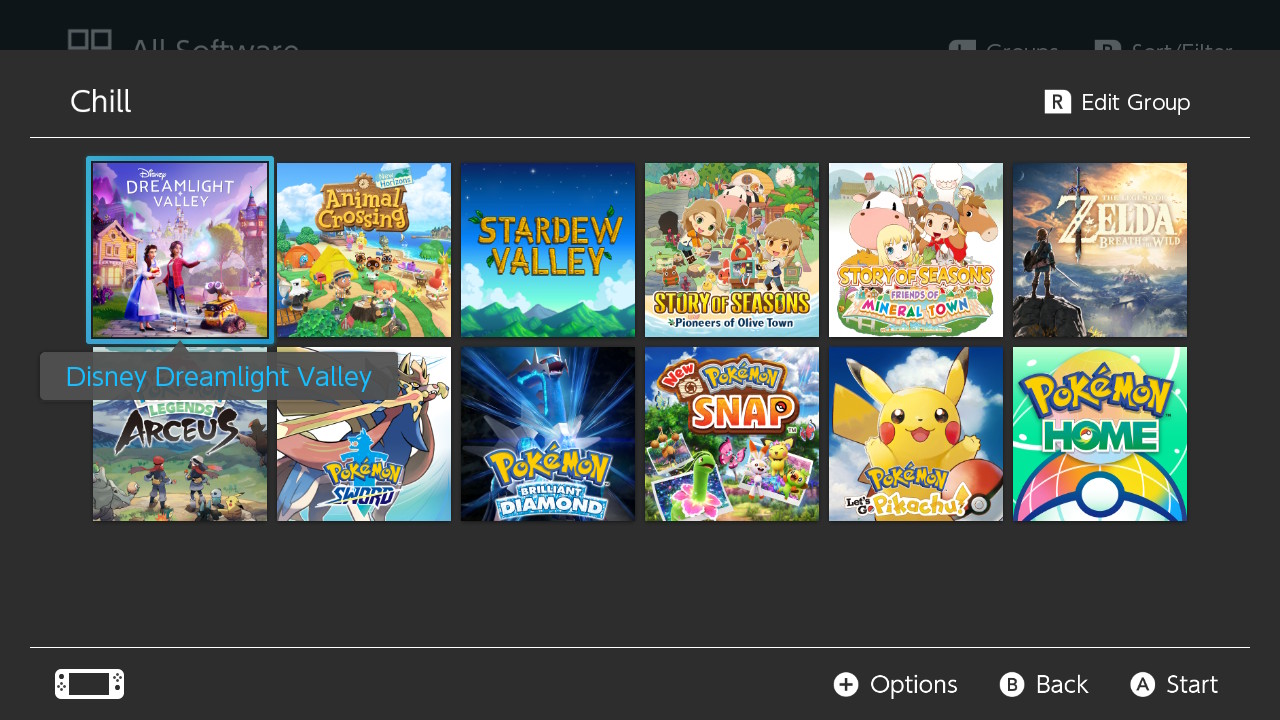 All Software
Groups
Sort/Filter
Chill
R Edit Group
Disney
DREAMLIGHT
VALLEY
New
Horizons
Animal
Crossing
STARDEW
VALLEY
STORY OF SEASONS
Pioneers of Olive Town
STORY OF SEASONS
FRIENDS OF
MINERAL TOWN
THE LEGEND OF
ZELDA
BREATH OF THE WILD
Disney Dreamlight Valley
LEGENDS
ARCEUS
POKéMON
SWORD
POKéMON
BRILLIANT
DIAMOND
New
POKéMON
SNAP
POKéMON
Let's
Go
Pikachu!
POKéMON
HOME
+ Options
B Back
A Start